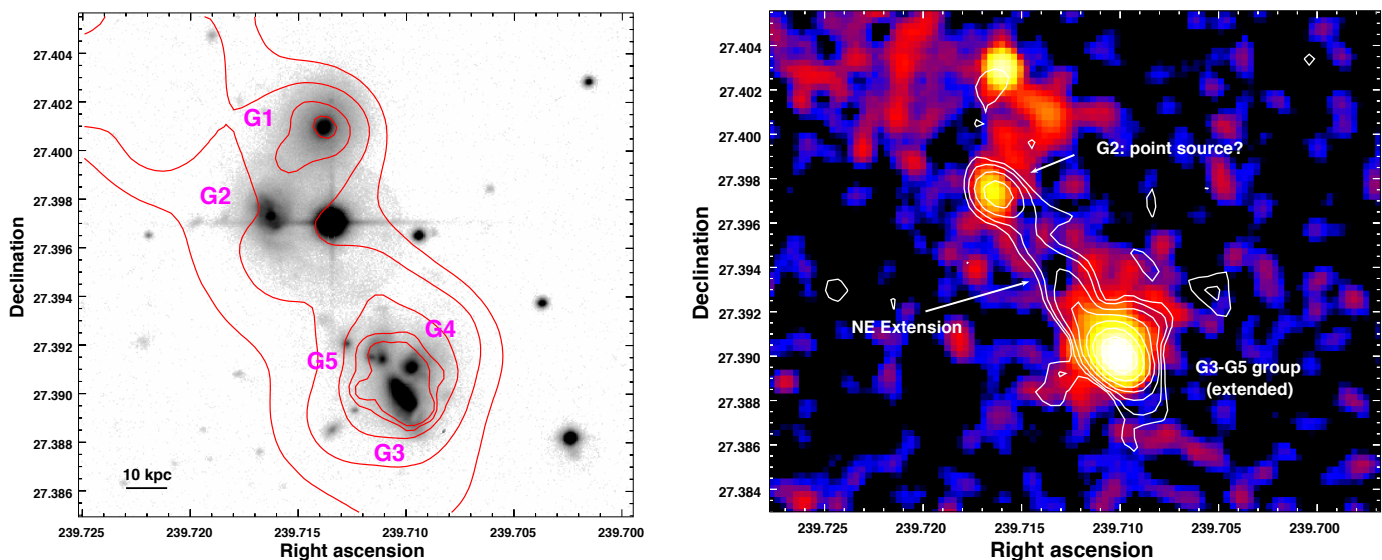 27.404
27.402
27.400
27.398
27.396
27.394
27.392
27.390
27.388
27.386
Declination
G1
G2
G4
G5
G3
10 kpc
239.725
239.720
239.715
239.710
239.705
239.700
Right ascension
27.404
27.402
27.400
27.398
27.396
27.394
27.392
27.390
27.388
27.386
27.384
Declination
G2: point source?
NE Extension
G3-G5 group
(extended)
239.725
239.720
239.715
239.710
239.705
239.700
Right ascension